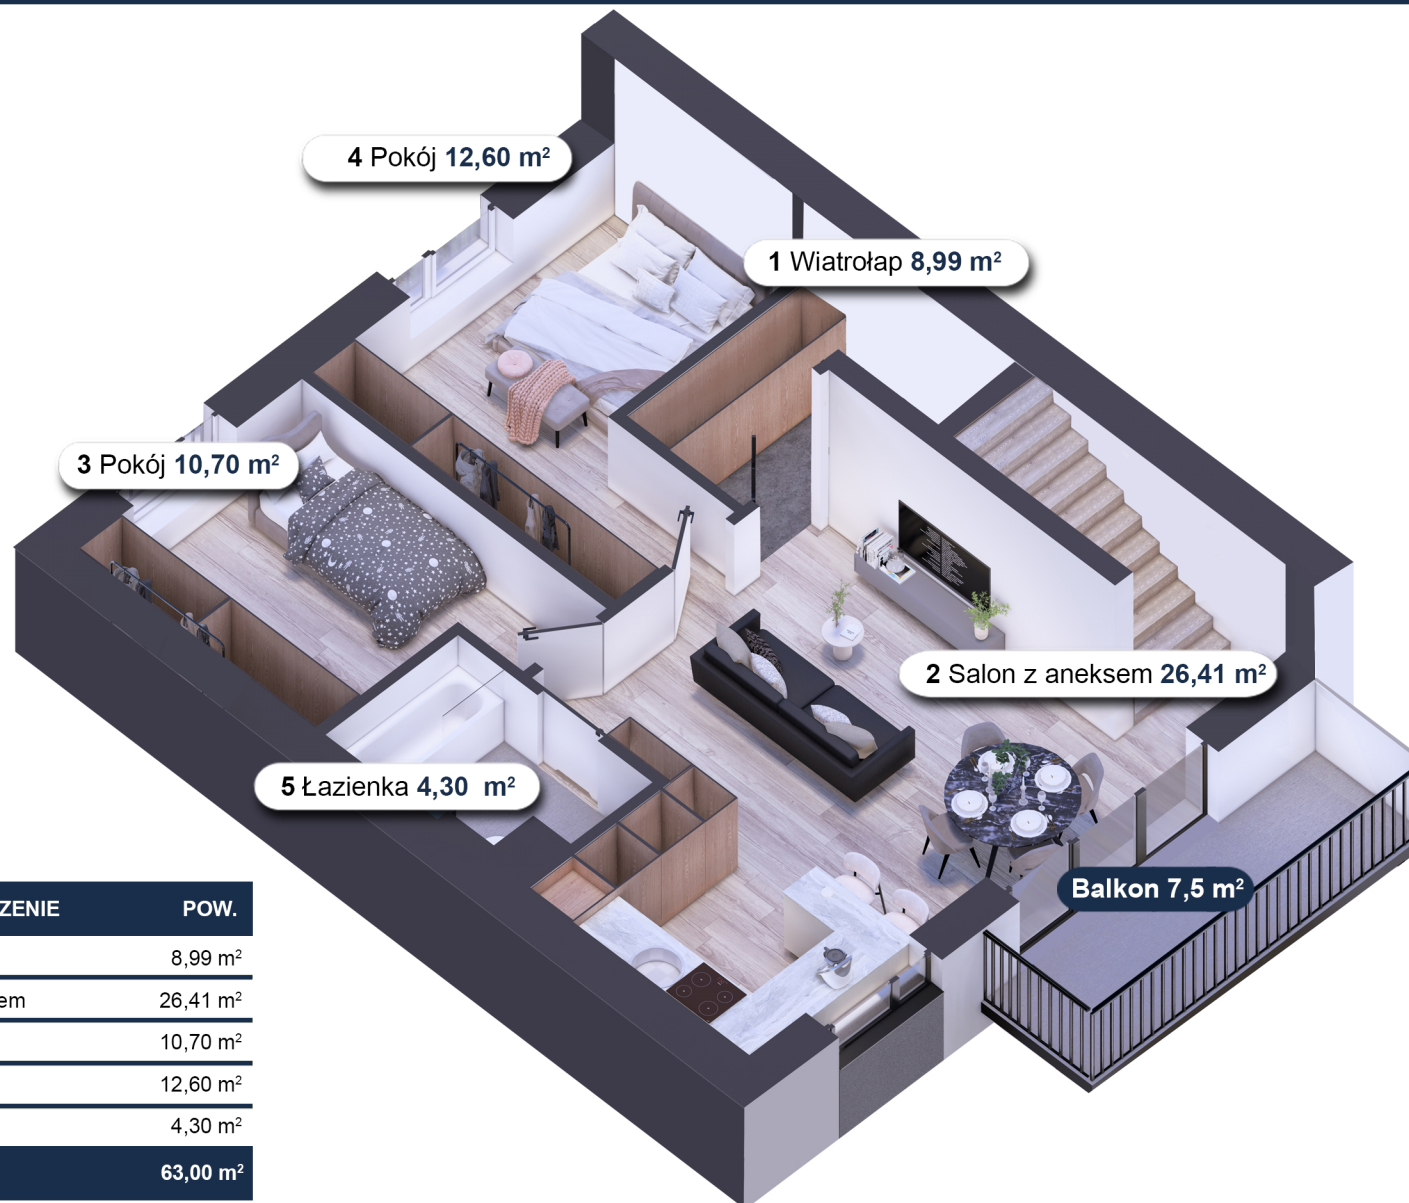 4 Pokój 12,60 m²
1 Wiatrołap 8,99 m²
3 Pokój 10,70 m²
2 Salon z aneksem 26,41 m²
5 Łazienka 4,30 m²
Balkon 7,5 m²
ZENIE POW.
8,99 m²
em 26,41 m²
10,70 m²
12,60 m²
4,30 m²
63,00 m²